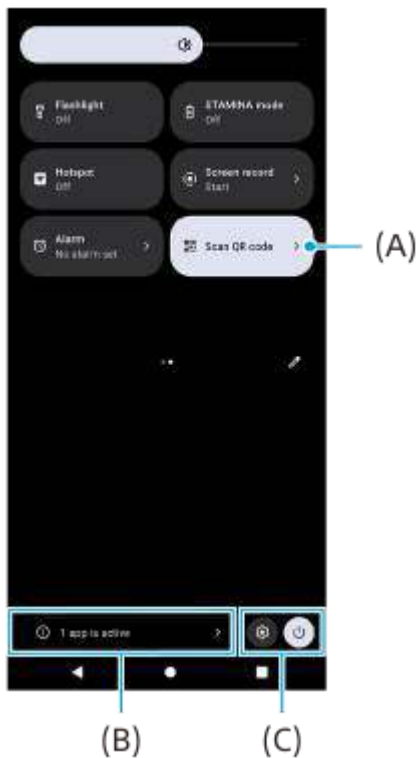 Flashlight
Off
STAMINA mode
Off
Hotspot
Off
Screen record
Start
Alarm
No alarm set
Scan QR code
(A)
1 app is active
(B)
(C)